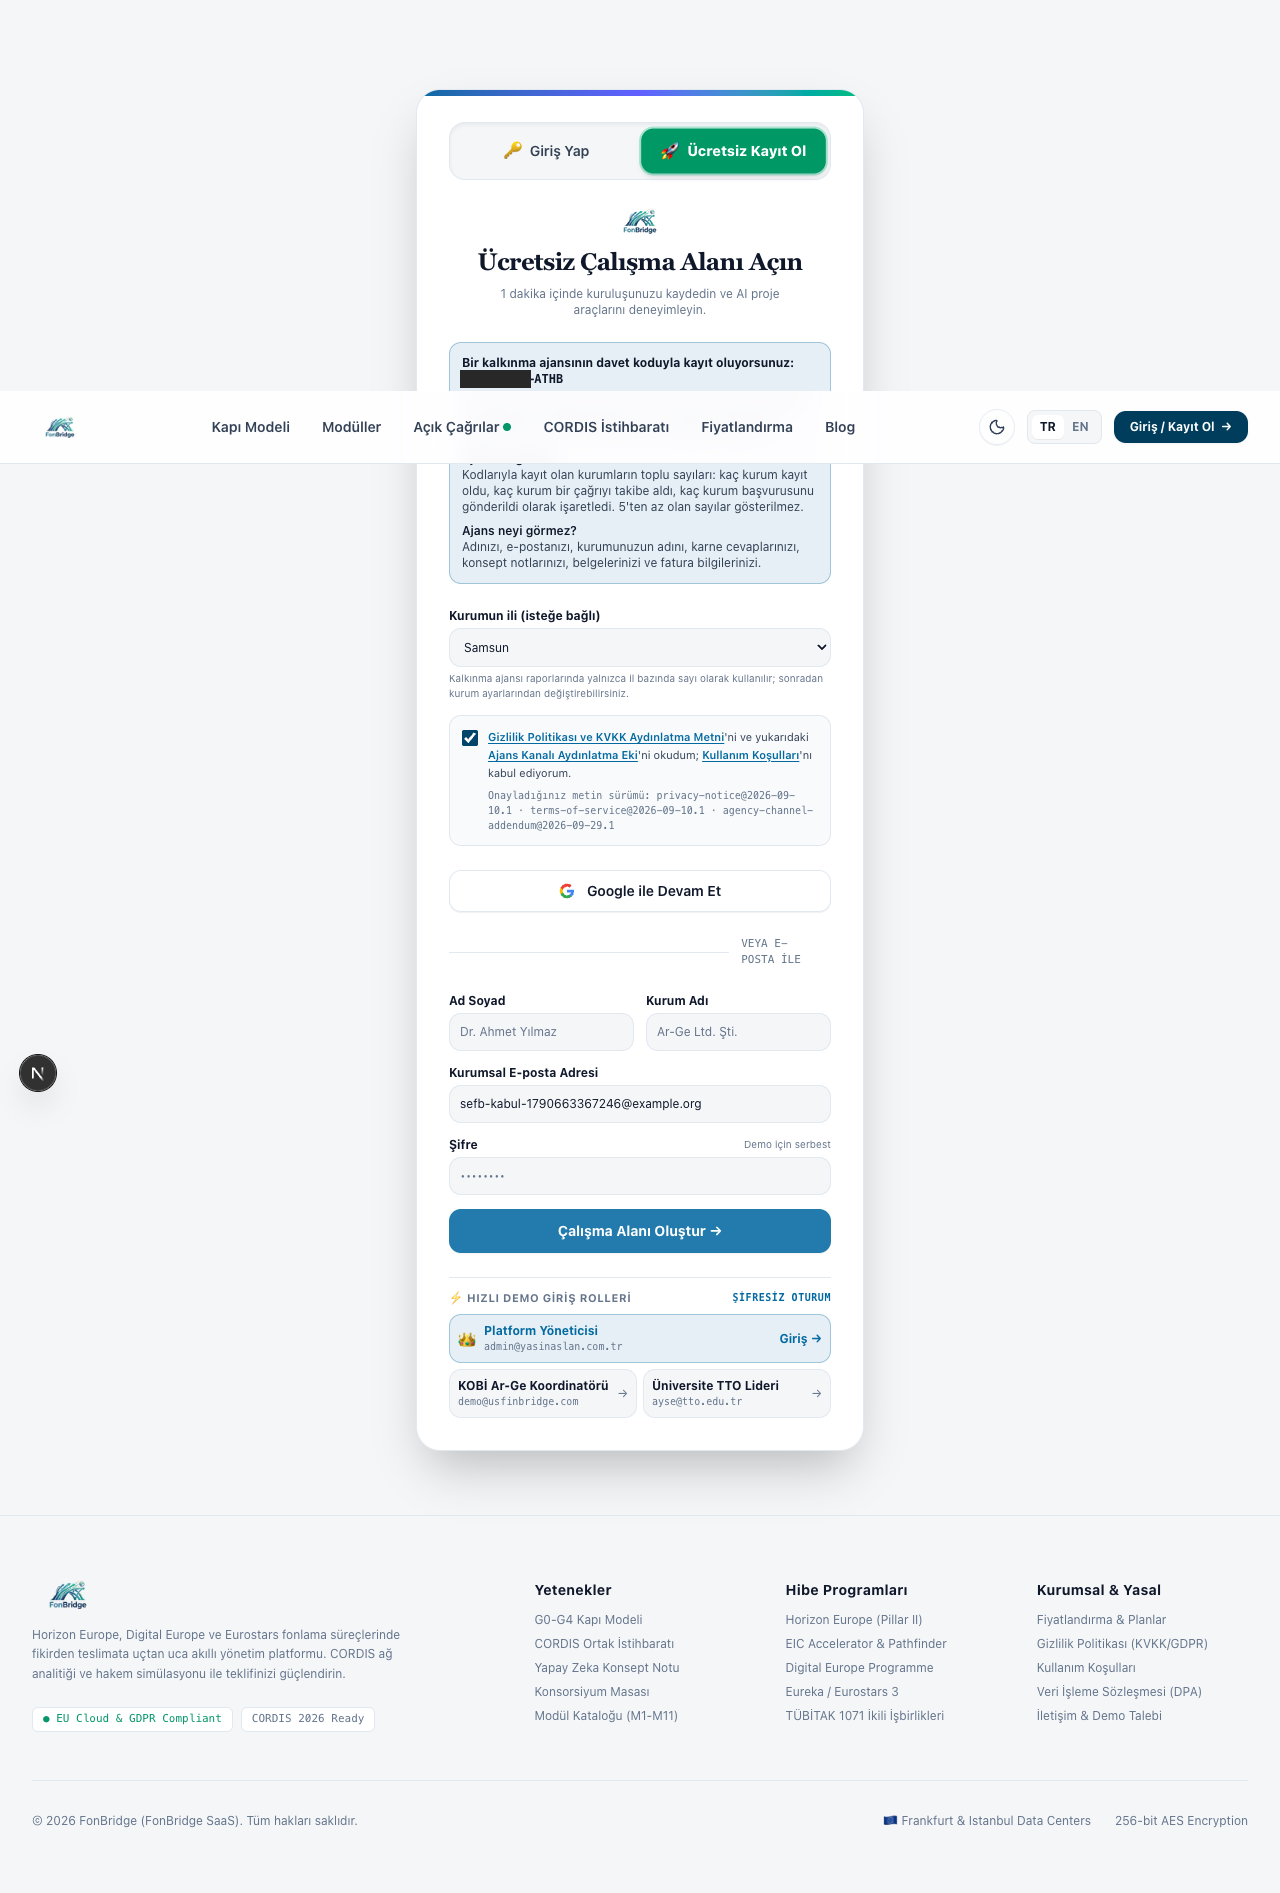 Giriş Yap
Ücretsiz Kayıt Ol
FonBridge
Ücretsiz Çalışma Alanı Açın
1 dakika içinde kuruluşunuzu kaydedin ve AI proje
araçlarını deneyimleyin.
Bir kalkınma ajansının davet koduyla kayıt oluyorsunuz:
-ATHB
FonBridge
Kapı Modeli
Modüller
Açık Çağrılar
CORDIS İstihbaratı
Fiyatlandırma
Blog
TR
EN
Giriş / Kayıt Ol →
Kodlarıyla kayıt olan kurumların toplu sayıları: kaç kurum kayıt
oldu, kaç kurum bir çağrıyı takibe aldı, kaç kurum başvurusunu
gönderildi olarak işaretledi. 5'ten az olan sayılar gösterilmez.
Ajans neyi görmez?
Adınızı, e-postanızı, kurumunuzun adını, karne cevaplarınızı,
konsept notlarınızı, belgelerinizi ve fatura bilgilerinizi.
Kurumun ili (isteğe bağlı)
Samsun
Kalkınma ajansı raporlarında yalnızca il bazında sayı olarak kullanılır; sonradan
kurum ayarlarından değiştirebilirsiniz.
Gizlilik Politikası ve KVKK Aydınlatma Metni'ni ve yukarıdaki
Ajans Kanalı Aydınlatma Eki'ni okudum; Kullanım Koşulları'nı
kabul ediyorum.
Onayladığınız metin sürümü: privacy-notice@2026-09-
10.1 · terms-of-service@2026-09-10.1 · agency-channel-
addendum@2026-09-29.1
Google ile Devam Et
VEYA E-
POSTA İLE
Ad Soyad
Kurum Adı
Dr. Ahmet Yılmaz
Ar-Ge Ltd. Şti.
Kurumsal E-posta Adresi
sefb-kabul-1790663367246@example.org
Şifre
Demo için serbest
••••••••
Çalışma Alanı Oluştur →
N
⚡ HIZLI DEMO GİRİŞ ROLLERİ
ŞİFRESİZ OTURUM
Platform Yöneticisi
admin@yasinaslan.com.tr
Giriş →
KOBİ Ar-Ge Koordinatörü
demo@usfinbridge.com
→
Üniversite TTO Lideri
ayse@tto.edu.tr
→
FonBridge
Horizon Europe, Digital Europe ve Eurostars fonlama süreçlerinde
fikirden teslimata uçtan uca akıllı yönetim platformu. CORDIS ağ
analitiği ve hakem simülasyonu ile teklifinizi güçlendirin.
● EU Cloud & GDPR Compliant
CORDIS 2026 Ready
Yetenekler
G0-G4 Kapı Modeli
CORDIS Ortak İstihbaratı
Yapay Zeka Konsept Notu
Konsorsiyum Masası
Modül Kataloğu (M1-M11)
Hibe Programları
Horizon Europe (Pillar II)
EIC Accelerator & Pathfinder
Digital Europe Programme
Eureka / Eurostars 3
TÜBİTAK 1071 İkili İşbirlikleri
Kurumsal & Yasal
Fiyatlandırma & Planlar
Gizlilik Politikası (KVKK/GDPR)
Kullanım Koşulları
Veri İşleme Sözleşmesi (DPA)
İletişim & Demo Talebi
© 2026 FonBridge (FonBridge SaaS). Tüm hakları saklıdır.
Frankfurt & Istanbul Data Centers
256-bit AES Encryption